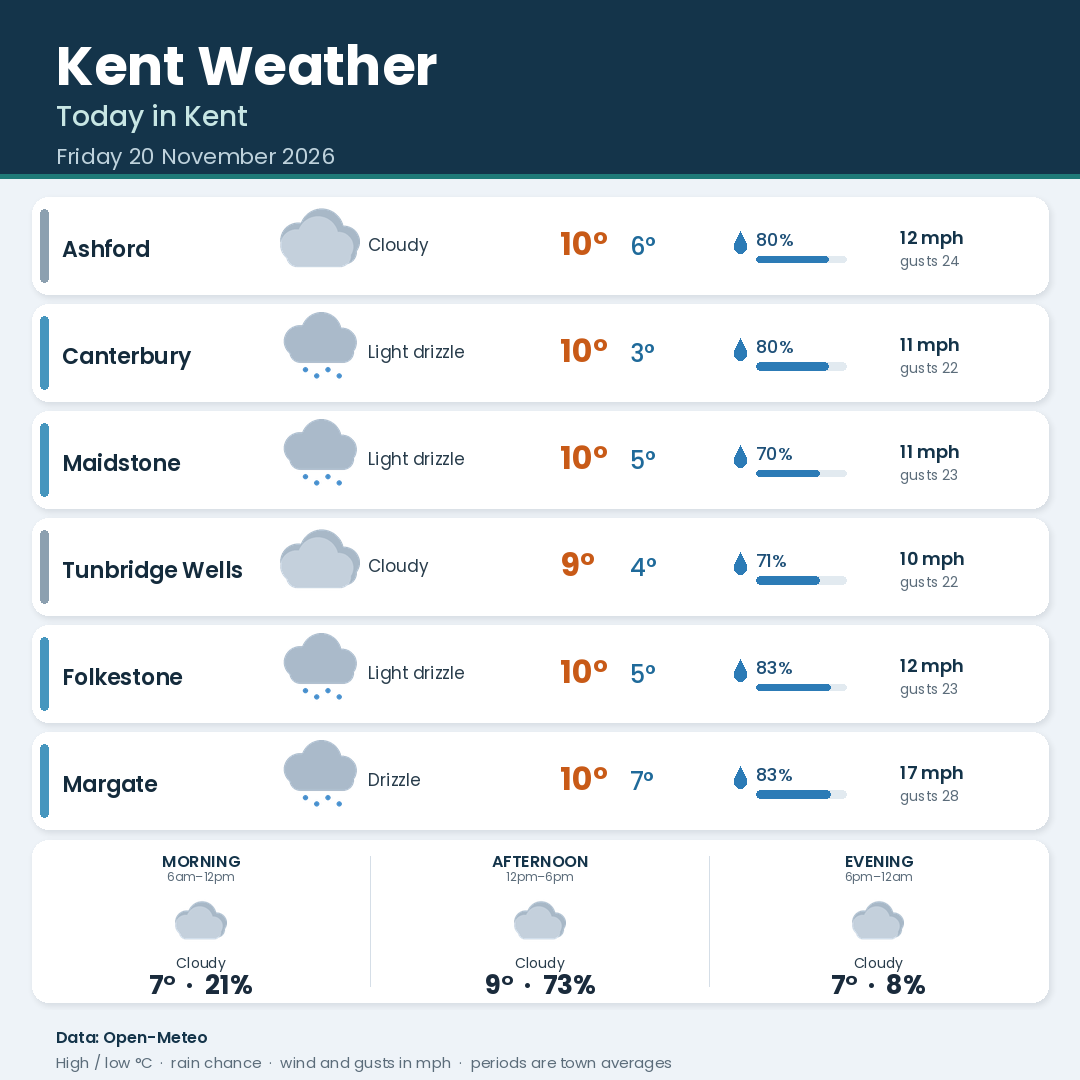 Kent Weather
Today in Kent
Friday 20 November 2026
Ashford Cloudy 10° 6° 80% 12 mph
gusts 24
Canterbury Light drizzle 10° 3° 80% 11 mph
gusts 22
Maidstone Light drizzle 10° 5° 70% 11 mph
gusts 23
Tunbridge Wells Cloudy 9° 4° 71% 10 mph
gusts 22
Folkestone Light drizzle 10° 5° 83% 12 mph
gusts 23
Margate Drizzle 10° 7° 83% 17 mph
gusts 28
MORNING AFTERNOON EVENING
6am–12pm 12pm–6pm 6pm–12am
Cloudy Cloudy Cloudy
7° · 21% 9° · 73% 7° · 8%
Data: Open-Meteo
High / low °C · rain chance · wind and gusts in mph · periods are town averages